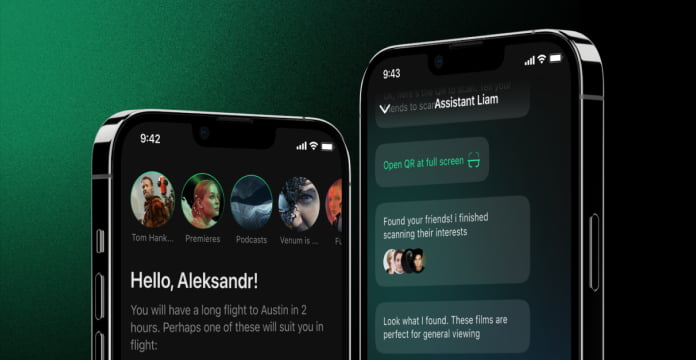 9:42
Tom Hank...
Premieres
Podcasts
Venum is ...
Fu
Hello, Aleksandr!
You will have a long flight to Austin in 2
hours. Perhaps one of these will suit you in
flight:
9:43
Ok, here's the QR to scan. Tell your
friends to scan
Assistant Liam
Open QR at full screen
Found your friends! i finished
scanning their interests
Look what I found. These films are
perfect for general viewing